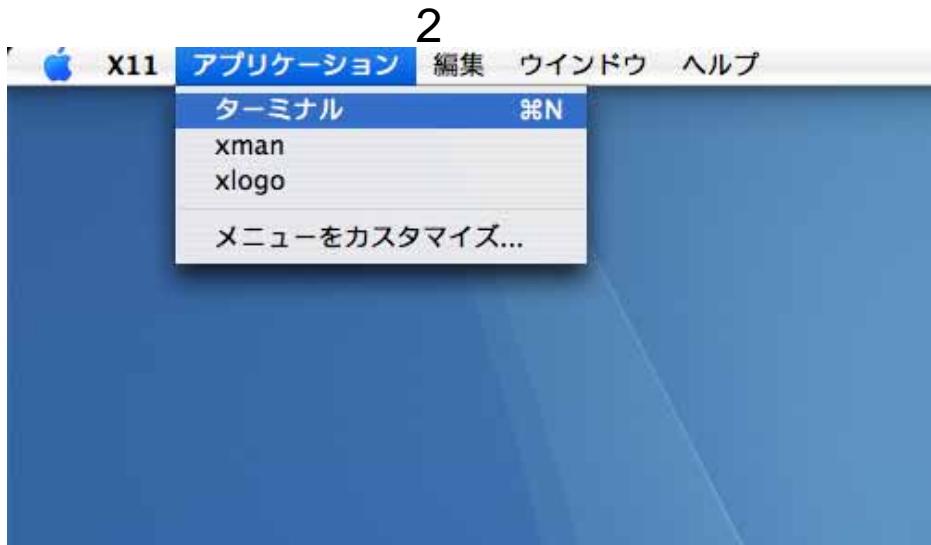 2
X11 アプリケーション 編集 ウインドウ ヘルプ
ターミナル ⌘N
xman
xlogo
メニューをカスタマイズ...